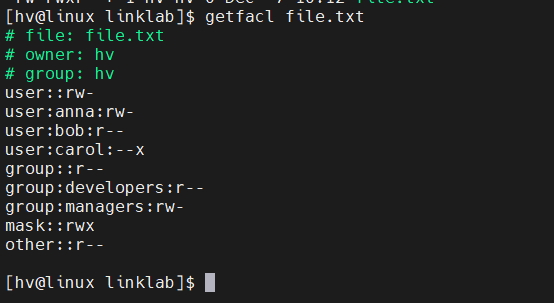 [hv@linux linklab]$ getfacl file.txt
# file: file.txt
# owner: hv
# group: hv
user::rw-
user:anna:rw-
user:bob:r--
user:carol:--x
group::r--
group:developers:r--
group:managers:rw-
mask::rwx
other::r--
[hv@linux linklab]$